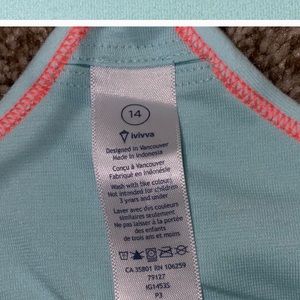 14
ivivva
Designed in Vancouver
Made in Indonesia
Conçu à Vancouver
Fabriqué en Indonésie
Wash with like colours
Not intended for children
3 years and under
Laver avec des couleurs
similaires seulement
Ne pas laisser à la portée
des enfants
de trois ans et moins
CA 35801 RN 106259
79127
IG1453S
P3